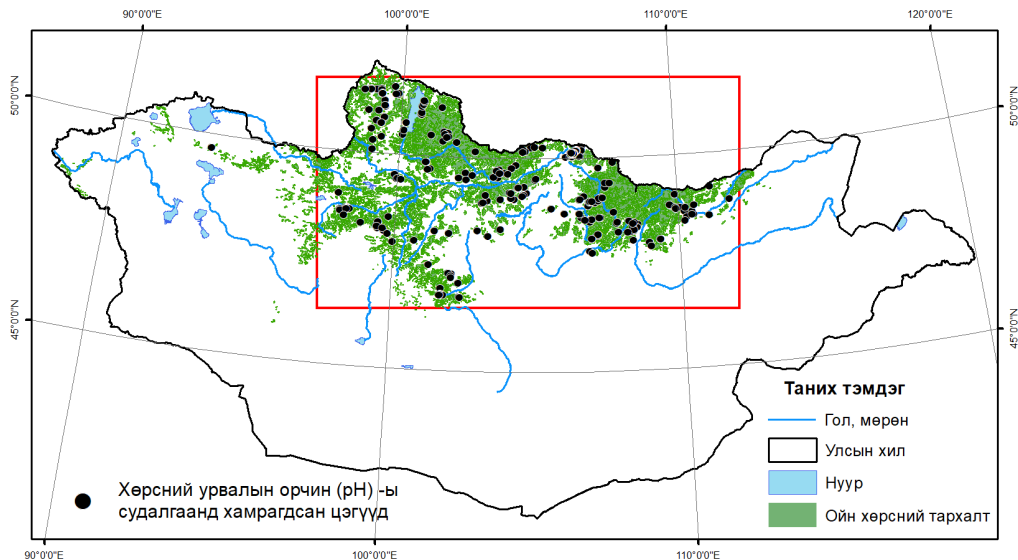 90°0'0"E
100°0'0"E
110°0'0"E
120°0'0"E
50°0'0"N
50°0'0"N
45°0'0"N
45°0'0"N
Таних тэмдэг
Гол, мөрөн
Улсын хил
Нуур
Ойн хөрсний тархалт
Хөрсний урвалын орчин (pH) -ы
судалгаанд хамрагдсан цэгүүд
90°0'0"E
100°0'0"E
110°0'0"E